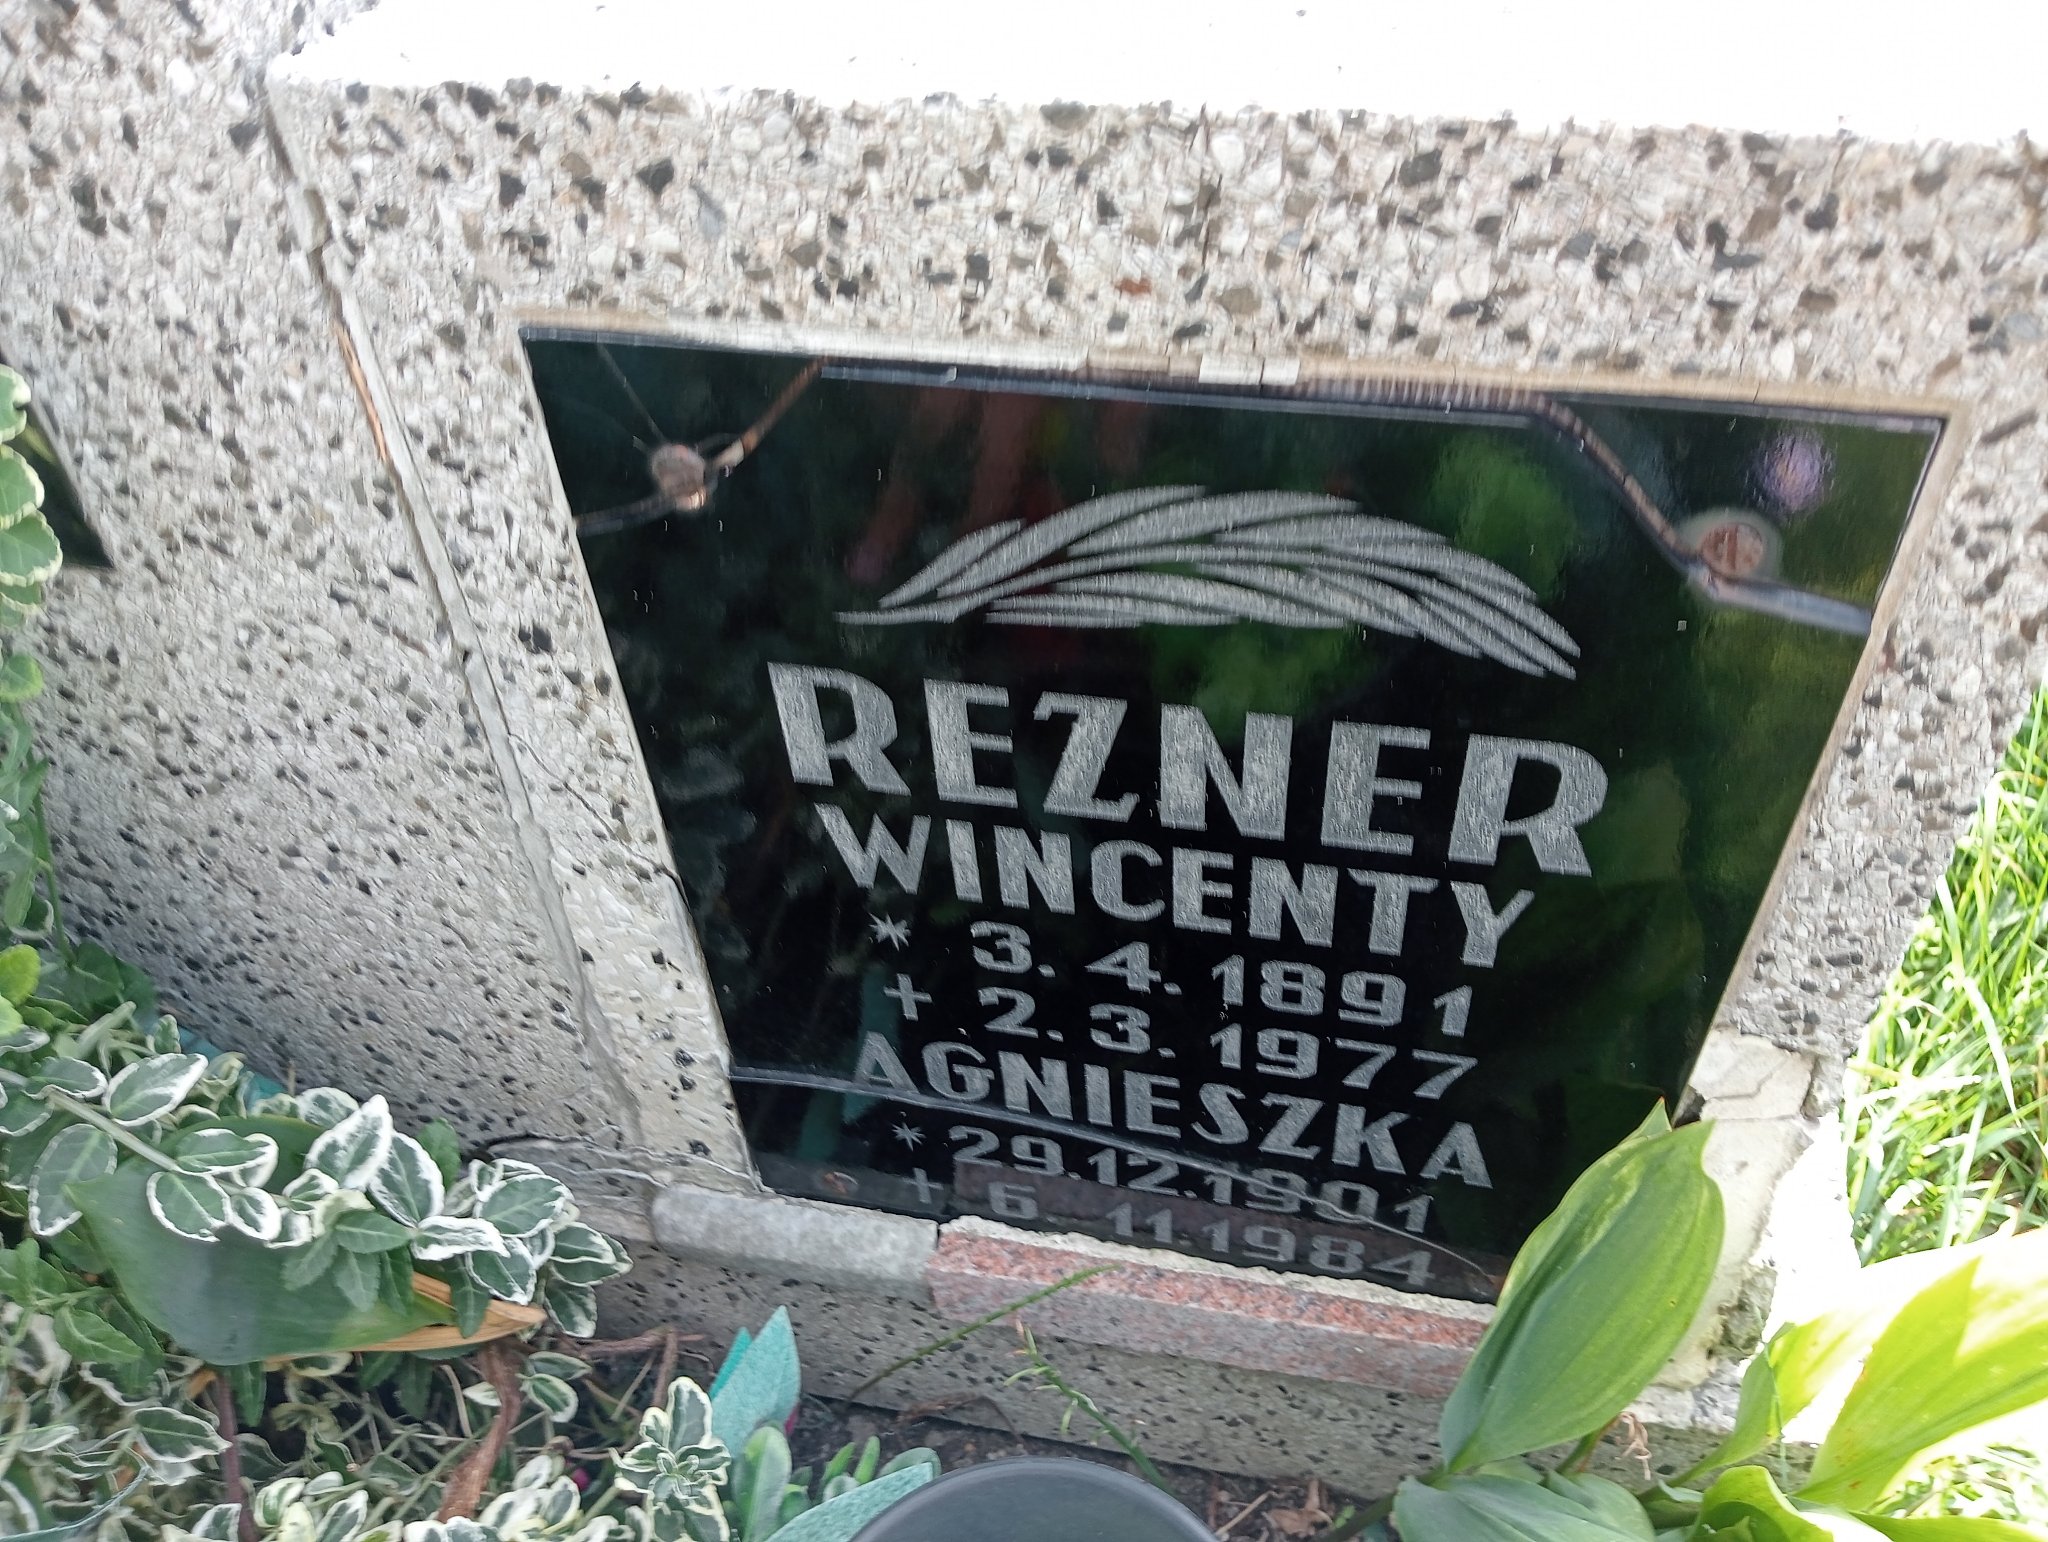 REZNER
WINCENTY
* 3. 4. 1891
+ 2. 3. 1977
AGNIESZKA
* 29.12.1901
+ 6. 11.1984